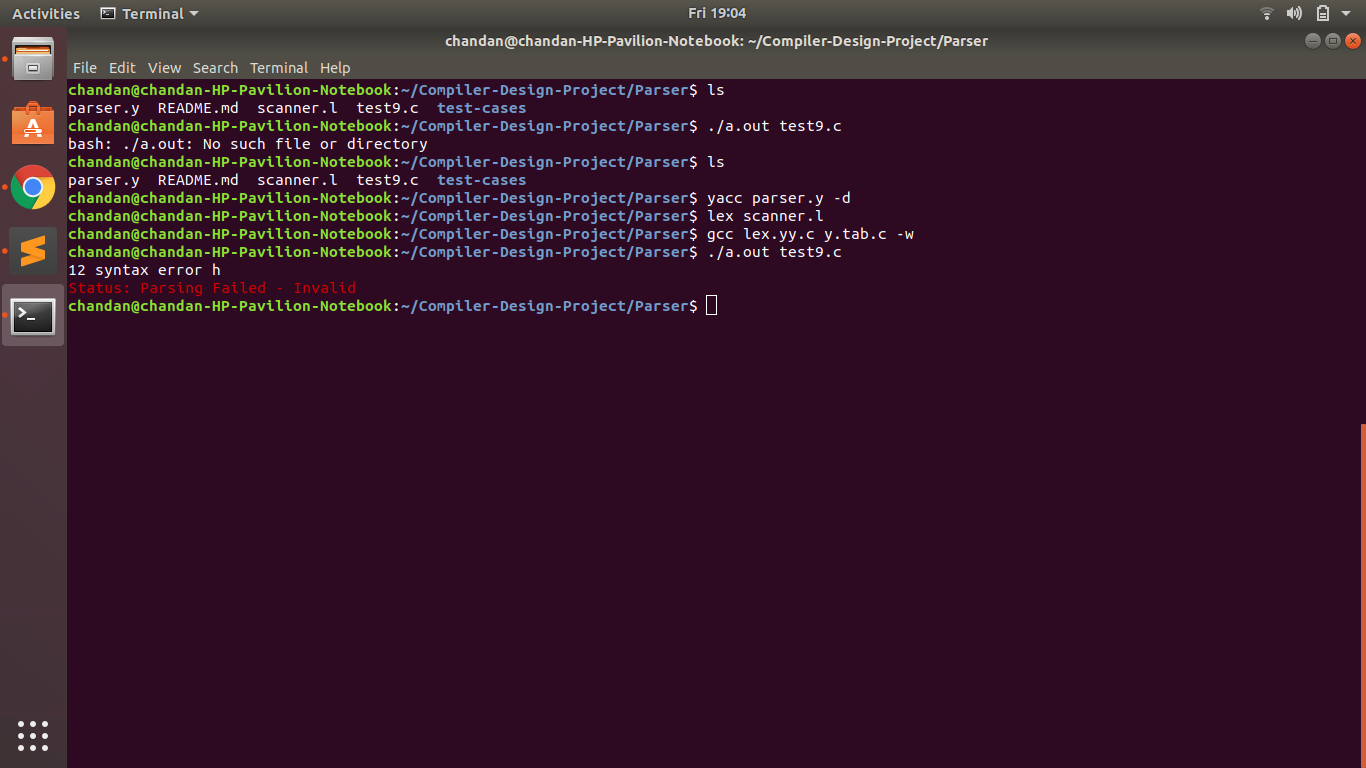 Activities Terminal Fri 19:04
chandan@chandan-HP-Pavilion-Notebook: ~/Compiler-Design-Project/Parser
File Edit View Search Terminal Help
chandan@chandan-HP-Pavilion-Notebook:~/Compiler-Design-Project/Parser$ ls
parser.y  README.md  scanner.l  test9.c  test-cases
chandan@chandan-HP-Pavilion-Notebook:~/Compiler-Design-Project/Parser$ ./a.out test9.c
bash: ./a.out: No such file or directory
chandan@chandan-HP-Pavilion-Notebook:~/Compiler-Design-Project/Parser$ ls
parser.y  README.md  scanner.l  test9.c  test-cases
chandan@chandan-HP-Pavilion-Notebook:~/Compiler-Design-Project/Parser$ yacc parser.y -d
chandan@chandan-HP-Pavilion-Notebook:~/Compiler-Design-Project/Parser$ lex scanner.l
chandan@chandan-HP-Pavilion-Notebook:~/Compiler-Design-Project/Parser$ gcc lex.yy.c y.tab.c -w
chandan@chandan-HP-Pavilion-Notebook:~/Compiler-Design-Project/Parser$ ./a.out test9.c
12 syntax error h
Status: Parsing Failed - Invalid
chandan@chandan-HP-Pavilion-Notebook:~/Compiler-Design-Project/Parser$